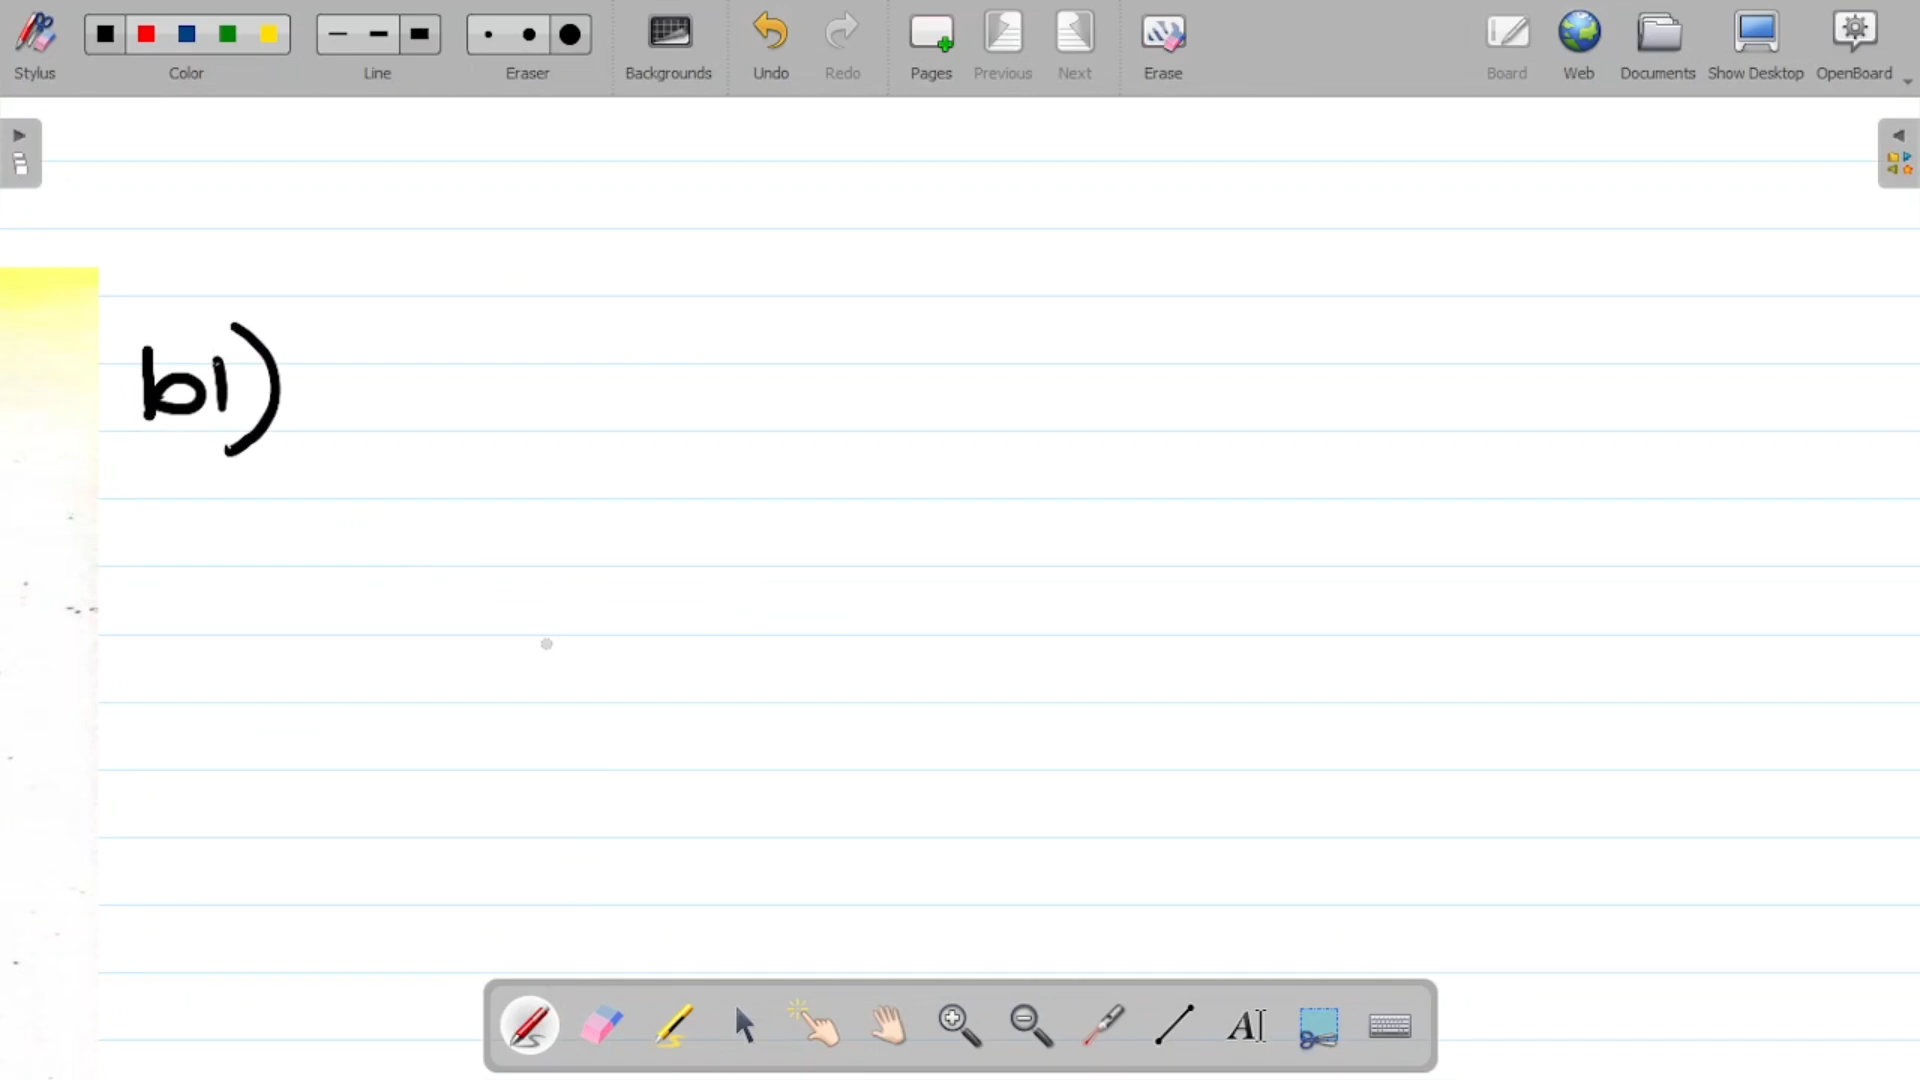 Stylus Color Line Eraser Backgrounds Undo Redo Pages Previous Next Erase Board Web Documents Show Desktop OpenBoard
b1)
A